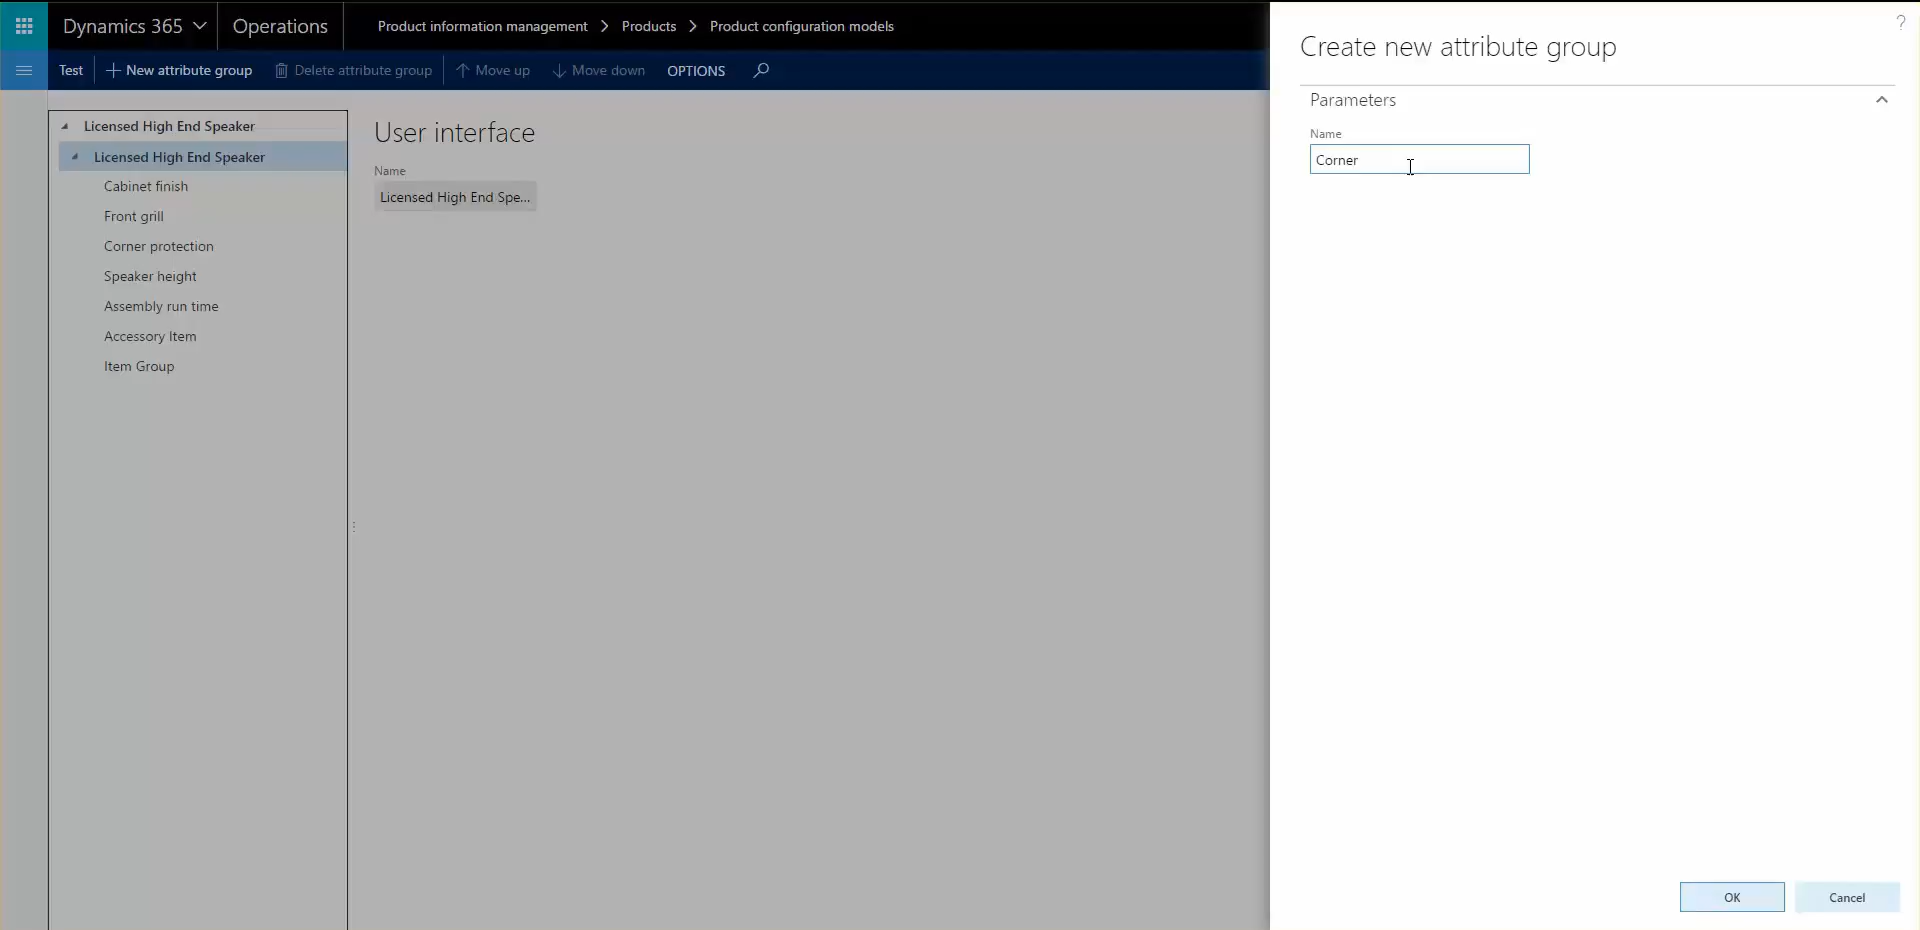 Dynamics 365
Operations
Product information management
Products
Product configuration models
?
Test
New attribute group
Delete attribute group
Move up
Move down
OPTIONS
Licensed High End Speaker
Licensed High End Speaker
Cabinet finish
Front grill
Corner protection
Speaker height
Assembly run time
Accessory Item
Item Group
User interface
Name
Licensed High End Spe...
Create new attribute group
Parameters
Name
Corner
OK
Cancel